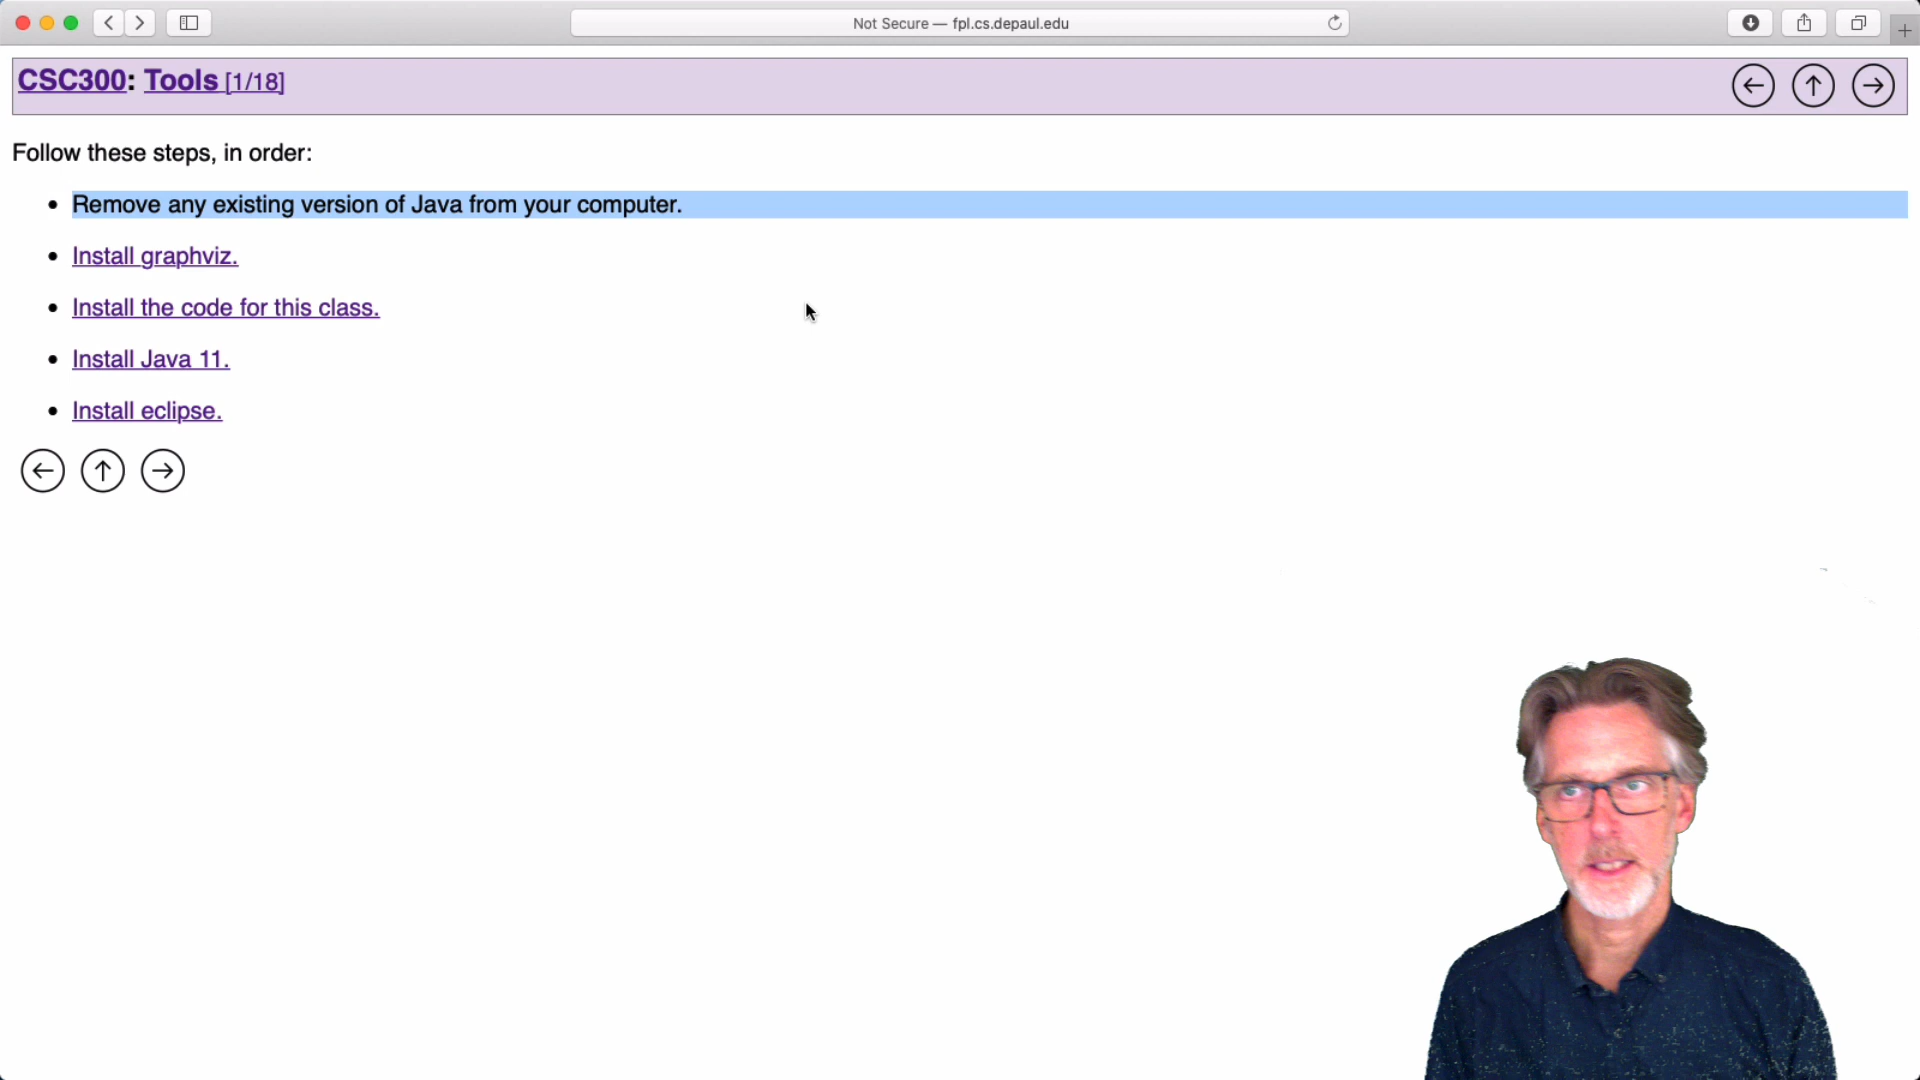 Not Secure — fpl.cs.depaul.edu
CSC300: Tools [1/18]
Follow these steps, in order:
• Remove any existing version of Java from your computer.
• Install graphviz.
• Install the code for this class.
• Install Java 11.
• Install eclipse.